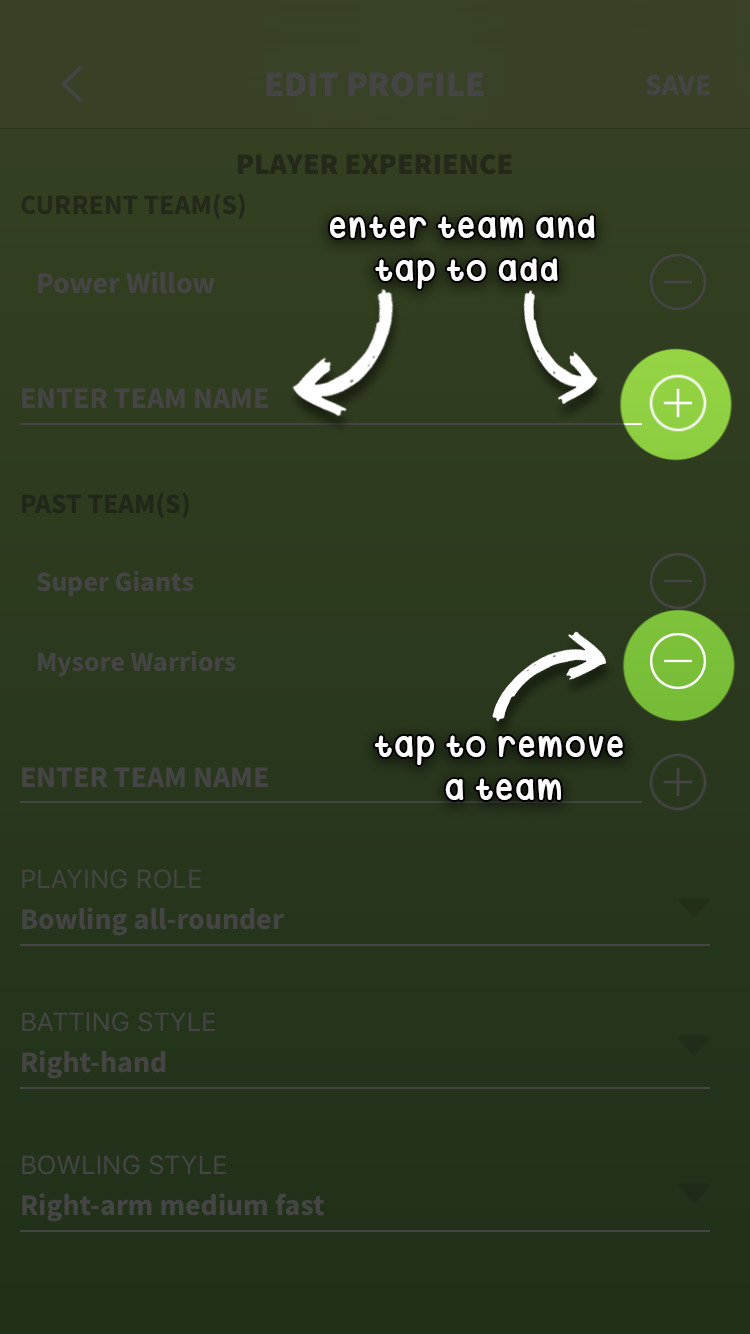 EDIT PROFILE
SAVE
PLAYER EXPERIENCE
CURRENT TEAM(S)
enter team and
tap to add
Power Willow
ENTER TEAM NAME
PAST TEAM(S)
Super Giants
Mysore Warriors
tap to remove
a team
ENTER TEAM NAME
PLAYING ROLE
Bowling all-rounder
BATTING STYLE
Right-hand
BOWLING STYLE
Right-arm medium fast